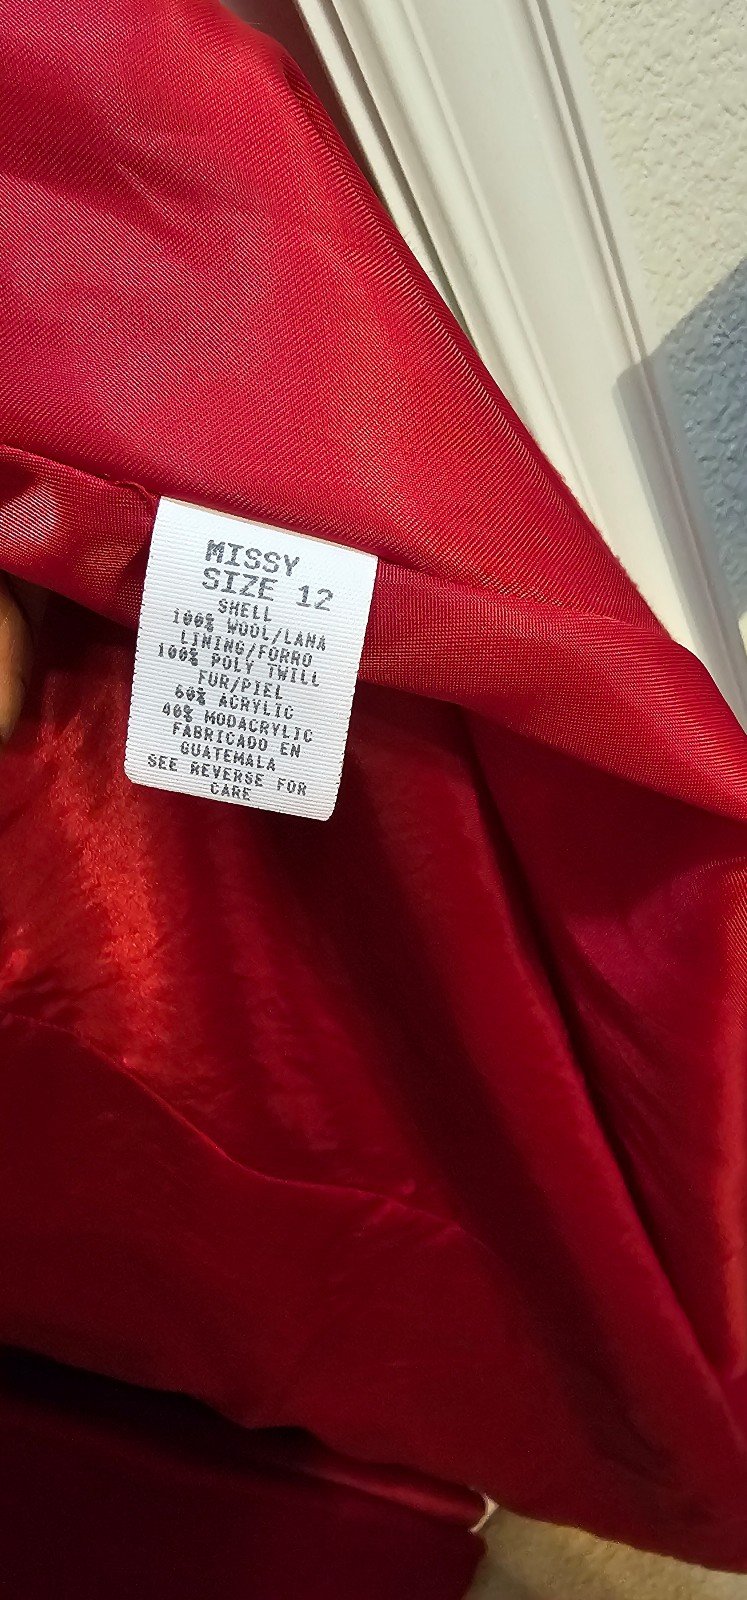 MISSY
SIZE 12
SHELL
100% WOOL/LANA
LINING/FORRO
100% POLY TWILL
FUR/PIEL
60% ACRYLIC
40% MODACRYLIC
FABRICADO EN
GUATEMALA
SEE REVERSE FOR
CARE